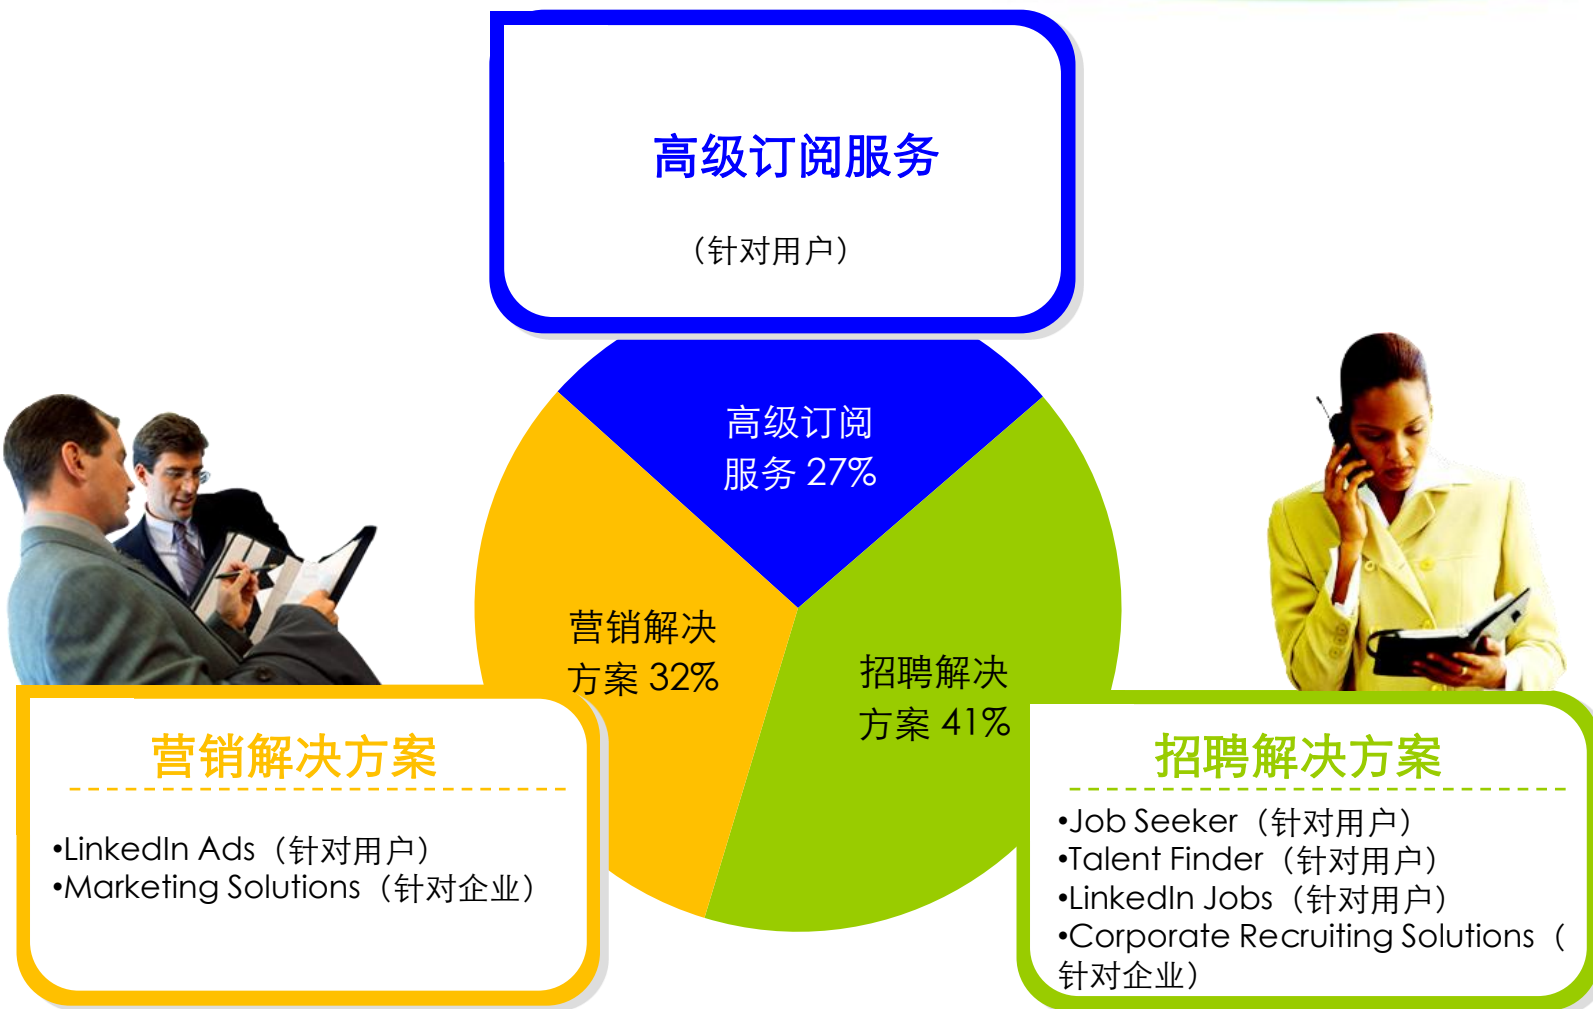 高级订阅服务
（针对用户）
高级订阅
服务 27%
营销解决
方案 32%
招聘解决
方案 41%
营销解决方案
•LinkedIn Ads（针对用户）
•Marketing Solutions（针对企业）
招聘解决方案
•Job Seeker（针对用户）
•Talent Finder（针对用户）
•LinkedIn Jobs（针对用户）
•Corporate Recruiting Solutions（
针对企业）